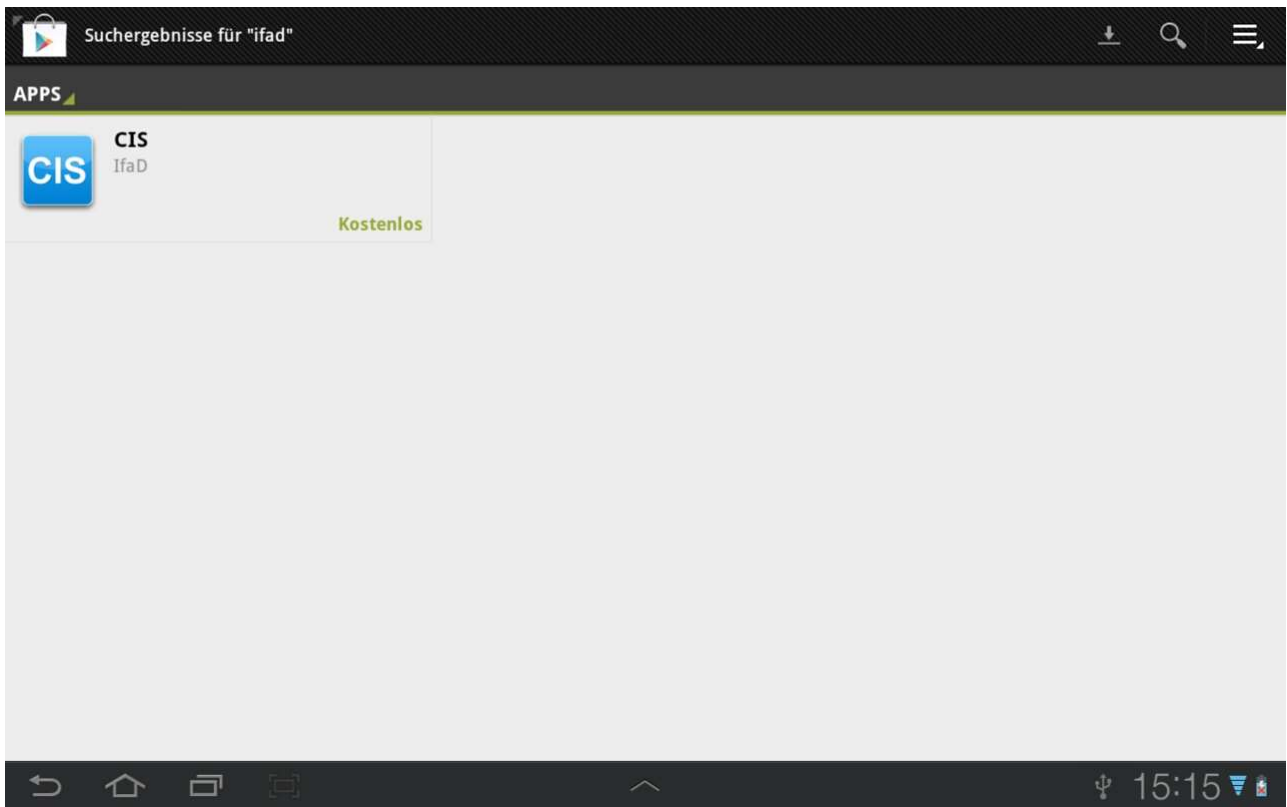 Suchergebnisse für "ifad"
APPS
CIS
CIS
IfaD
Kostenlos
15:15